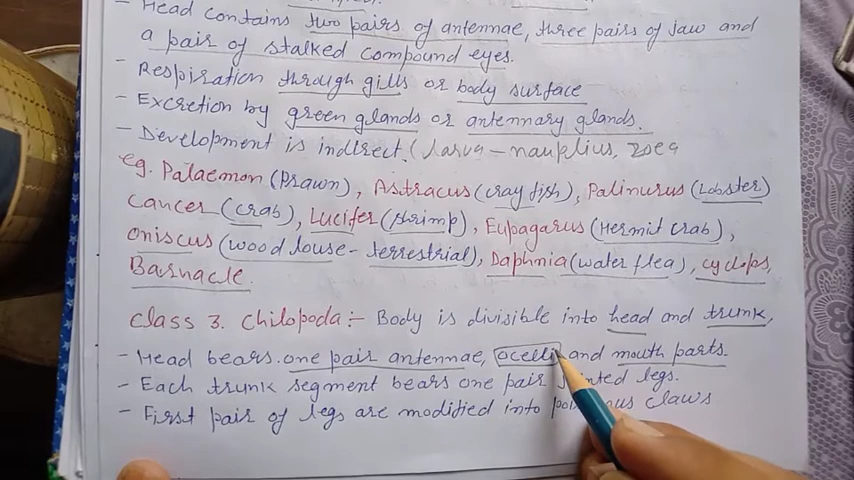 - Head contains two pairs of antennae, three pairs of jaw and
a pair of stalked compound eyes.
- Respiration through gills or body surface
- Excretion by green glands or antennary glands.
- Development is indirect. (larva - nauplius, zoea
eg. Palaemon (Prawn), Astracus (cray fish), Palinurus (Lobster)
Cancer (crab), Lucifer (shrimp), Eupagarus (Hermit crab),
Oniscus (wood louse - terrestrial), Daphnia (water flea), cyclops,
Barnacle.
Class 3. Chilopoda :- Body is divisible into head and trunk,
- Head bears one pair antennae, ocelli and mouth parts.
- Each trunk segment bears one pair legs.
- First pair of legs are modified into claws